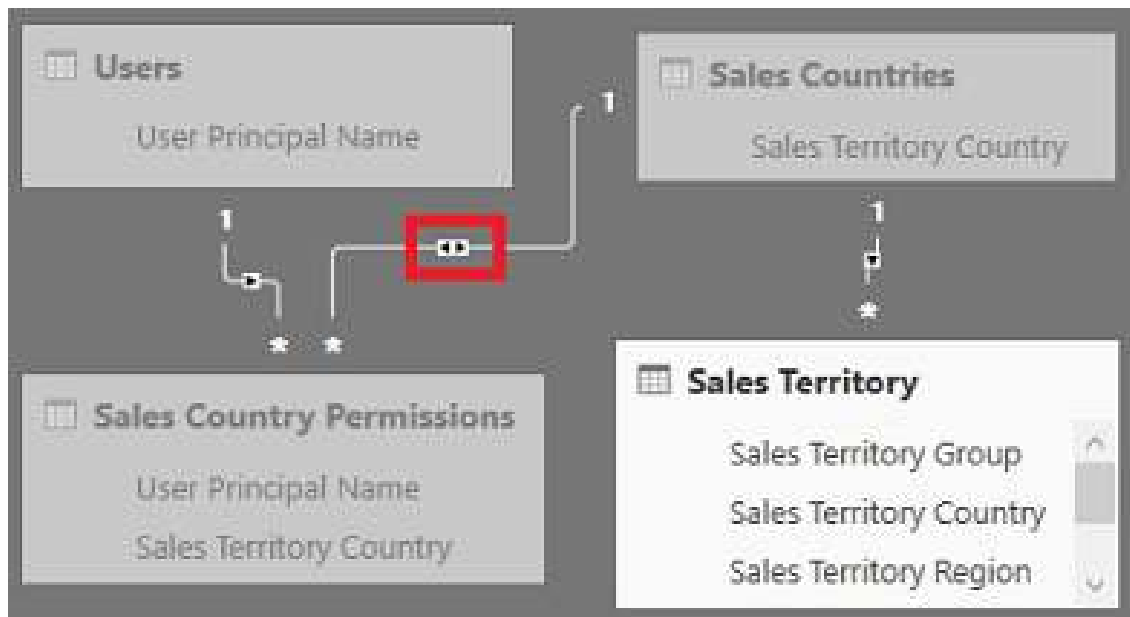 Users
User Principal Name
1
Sales Countries
Sales Territory Country
1
1
*
*
*
Sales Country Permissions
User Principal Name
Sales Territory Country
Sales Territory
Sales Territory Group
Sales Territory Country
Sales Territory Region